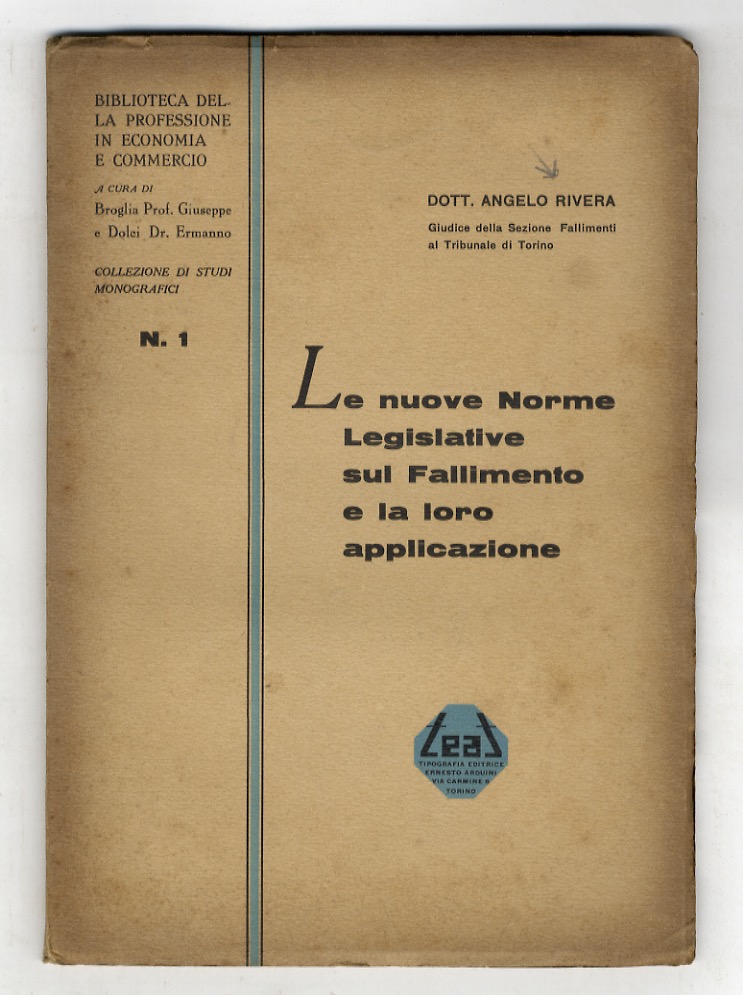 BIBLIOTECA DEL-
LA PROFESSIONE
IN ECONOMIA
E COMMERCIO
A CURA DI
Broglia Prof. Giuseppe
e Dolci Dr. Ermanno
COLLEZIONE DI STUDI
MONOGRAFICI
N. 1
DOTT. ANGELO RIVERA
Giudice della Sezione Fallimenti
al Tribunale di Torino
Le nuove Norme
Legislative
sul Fallimento
e la loro
applicazione
TEAT
TIPOGRAFIA EDITRICE
ERNESTO ARDUINI
VIA CARMINE 6
TORINO